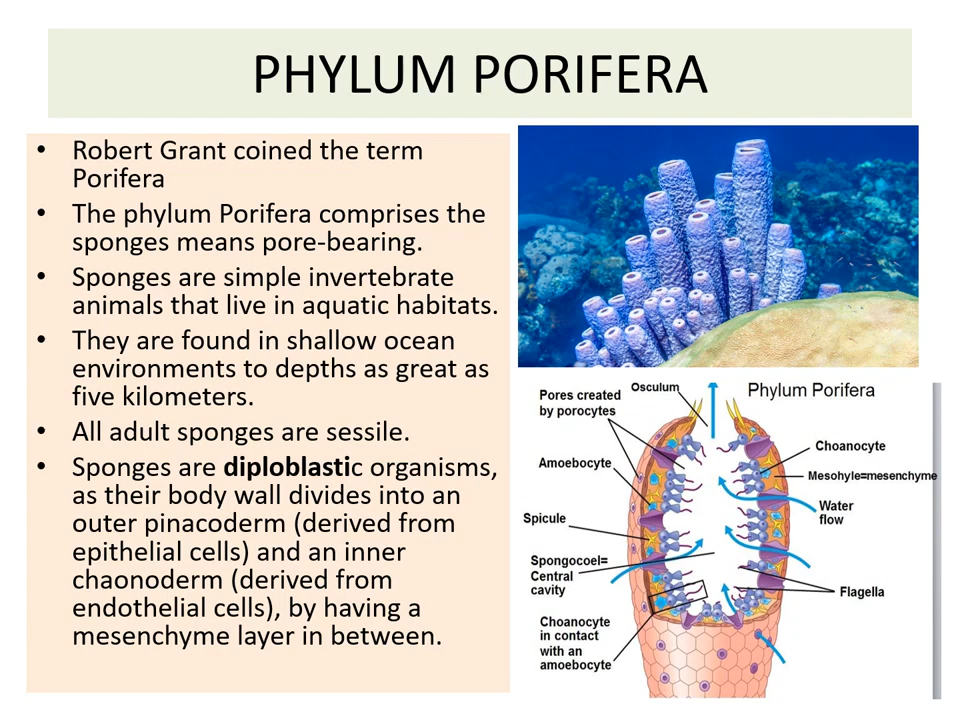 PHYLUM PORIFERA
• Robert Grant coined the term
Porifera
• The phylum Porifera comprises the
sponges means pore-bearing.
• Sponges are simple invertebrate
animals that live in aquatic habitats.
• They are found in shallow ocean
environments to depths as great as
five kilometers.
• All adult sponges are sessile.
• Sponges are diploblastic organisms,
as their body wall divides into an
outer pinacoderm (derived from
epithelial cells) and an inner
chaonoderm (derived from
endothelial cells), by having a
mesenchyme layer in between.
Phylum Porifera
Osculum
Pores created
by porocytes
Amoebocyte
Spicule
Spongocoel=
Central
cavity
Choanocyte
in contact
with an
amoebocyte
Choanocyte
Mesohyle=mesenchyme
Water
flow
Flagella